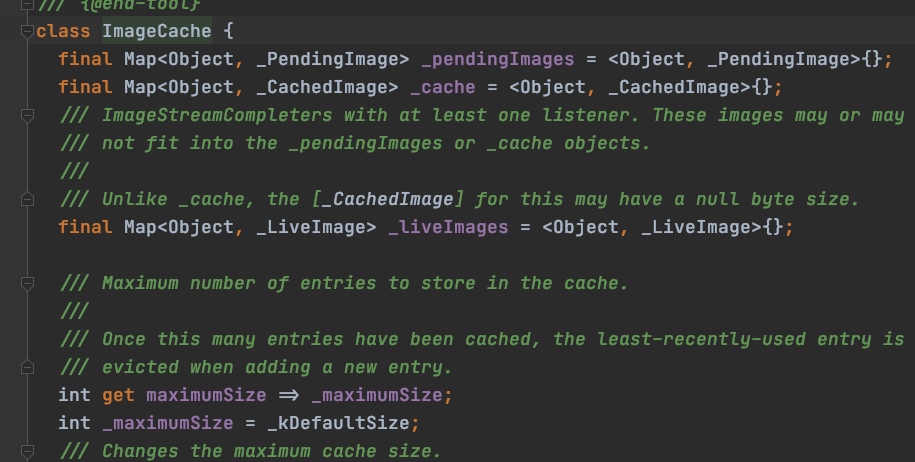 /// {@end-tool}
class ImageCache {
  final Map<Object, _PendingImage> _pendingImages = <Object, _PendingImage>{};
  final Map<Object, _CachedImage> _cache = <Object, _CachedImage>{};
  /// ImageStreamCompleters with at least one listener. These images may or may
  /// not fit into the _pendingImages or _cache objects.
  ///
  /// Unlike _cache, the [_CachedImage] for this may have a null byte size.
  final Map<Object, _LiveImage> _liveImages = <Object, _LiveImage>{};

  /// Maximum number of entries to store in the cache.
  ///
  /// Once this many entries have been cached, the least-recently-used entry is
  /// evicted when adding a new entry.
  int get maximumSize => _maximumSize;
  int _maximumSize = _kDefaultSize;
  /// Changes the maximum cache size.